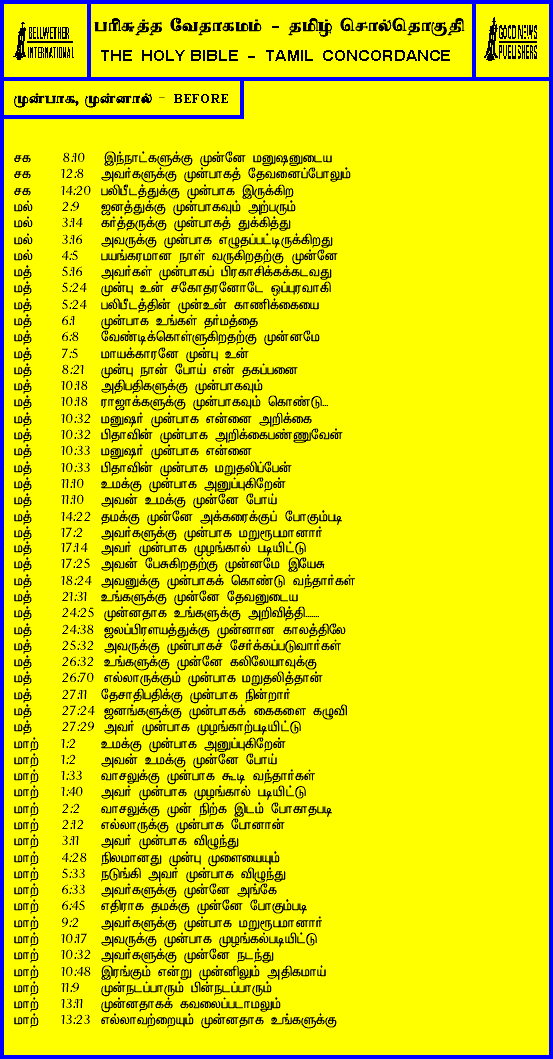 BELLWETHER INTERNATIONAL
பரிசுத்த வேதாகமம் - தமிழ் சொல்தொகுதி
THE HOLY BIBLE - TAMIL CONCORDANCE
GOOD NEWS PUBLISHERS
முன்பாக, முன்னால் - BEFORE
சக 8:10 இந்நாட்களுக்கு முன்னே மனுஷனுடைய
சக 12:8 அவர்களுக்கு முன்பாகத் தேவனைப்போலும்
சக 14:20 பலிபீடத்துக்கு முன்பாக இருக்கிற
மல் 2:9 ஜனத்துக்கு முன்பாகவும் அற்பரும்
மல் 3:14 கர்த்தருக்கு முன்பாகத் துக்கித்து
மல் 3:16 அவருக்கு முன்பாக எழுதப்பட்டிருக்கிறது
மல் 4:5 பயங்கரமான நாள் வருகிறதற்கு முன்னே
மத் 5:16 அவர்கள் முன்பாகப் பிரகாசிக்கக்கடவது
மத் 5:24 முன்பு உன் சகோதரனோடே ஒப்புரவாகி
மத் 5:24 பலிபீடத்தின் முன்உன் காணிக்கையை
மத் 6:1 முன்பாக உங்கள் தர்மத்தை
மத் 6:8 வேண்டிக்கொள்ளுகிறதற்கு முன்னமே
மத் 7:5 மாயக்காரனே முன்பு உன்
மத் 8:21 முன்பு நான் போய் என் தகப்பனை
மத் 10:18 அதிபதிகளுக்கு முன்பாகவும்
மத் 10:18 ராஜாக்களுக்கு முன்பாகவும் கொண்டு...
மத் 10:32 மனுஷர் முன்பாக என்னை அறிக்கை
மத் 10:32 பிதாவின் முன்பாக அறிக்கைபண்ணுவேன்
மத் 10:33 மனுஷர் முன்பாக என்னை
மத் 10:33 பிதாவின் முன்பாக மறுதலிப்பேன்
மத் 11:10 உமக்கு முன்பாக அனுப்புகிறேன்
மத் 11:10 அவன் உமக்கு முன்னே போய்
மத் 14:22 தமக்கு முன்னே அக்கரைக்குப் போகும்படி
மத் 17:2 அவர்களுக்கு முன்பாக மறுரூபமானார்
மத் 17:14 அவர் முன்பாக முழங்கால் படியிட்டு
மத் 17:25 அவன் பேசுகிறதற்கு முன்னமே இயேசு
மத் 18:24 அவனுக்கு முன்பாகக் கொண்டு வந்தார்கள்
மத் 21:31 உங்களுக்கு முன்னே தேவனுடைய
மத் 24:25 முன்னதாக உங்களுக்கு அறிவித்தி.......
மத் 24:38 ஜலப்பிரளயத்துக்கு முன்னான காலத்திலே
மத் 25:32 அவருக்கு முன்பாகச் சேர்க்கப்படுவார்கள்
மத் 26:32 உங்களுக்கு முன்னே கலிலேயாவுக்கு
மத் 26:70 எல்லாருக்கும் முன்பாக மறுதலித்தான்
மத் 27:11 தேசாதிபதிக்கு முன்பாக நின்றார்
மத் 27:24 ஜனங்களுக்கு முன்பாகக் கைகளை கழுவி
மத் 27:29 அவர் முன்பாக முழங்காற்படியிட்டு
மாற் 1:2 உமக்கு முன்பாக அனுப்புகிறேன்
மாற் 1:2 அவன் உமக்கு முன்னே போய்
மாற் 1:33 வாசலுக்கு முன்பாக கூடி வந்தார்கள்
மாற் 1:40 அவர் முன்பாக முழங்கால் படியிட்டு
மாற் 2:2 வாசலுக்கு முன் நிற்க இடம் போகாதபடி
மாற் 2:12 எல்லாருக்கு முன்பாக போனான்
மாற் 3:11 அவர் முன்பாக விழுந்து
மாற் 4:28 நிலமானது முன்பு முளையையும்
மாற் 5:33 நடுங்கி அவர் முன்பாக விழுந்து
மாற் 6:33 அவர்களுக்கு முன்னே அங்கே
மாற் 6:45 எதிராக தமக்கு முன்னே போகும்படி
மாற் 9:2 அவர்களுக்கு முன்பாக மறுரூபமானார்
மாற் 10:17 அவருக்கு முன்பாக முழங்கல்படியிட்டு
மாற் 10:32 அவர்களுக்கு முன்னே நடந்து
மாற் 10:48 இரங்கும் என்று முன்னிலும் அதிகமாய்
மாற் 11:9 முன்நடப்பாரும் பின்நடப்பாரும்
மாற் 13:11 முன்னதாகக் கவலைப்படாமலும்
மாற் 13:23 எல்லாவற்றையும் முன்னதாக உங்களுக்கு